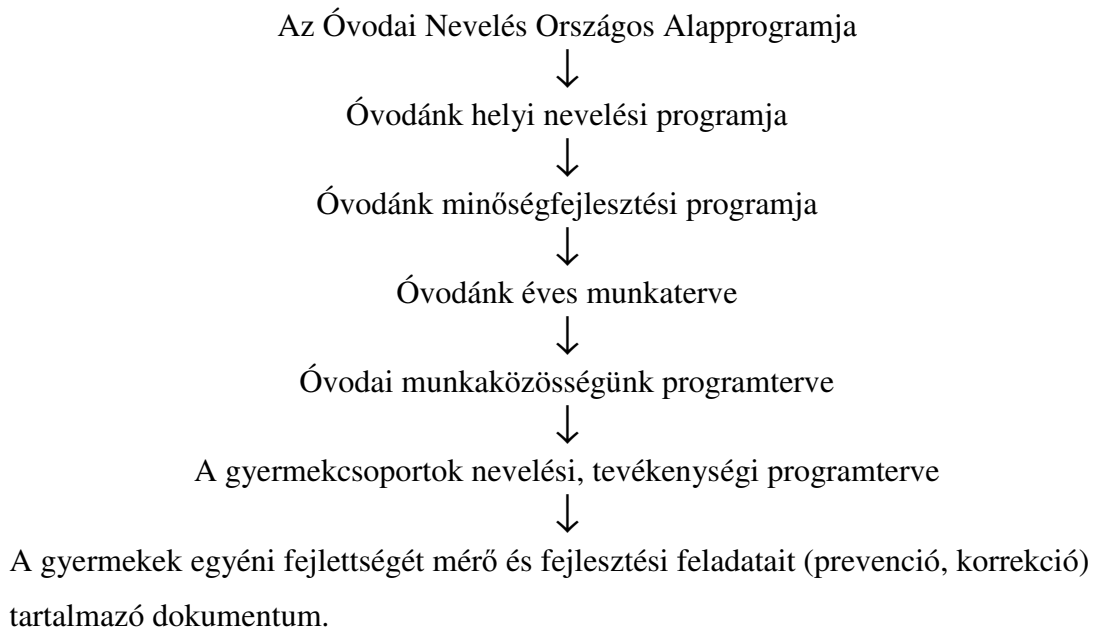 Az Óvodai Nevelés Országos Alapprogramja
Óvodánk helyi nevelési programja
Óvodánk minőségfejlesztési programja
Óvodánk éves munkaterve
Óvodai munkaközösségünk programterve
A gyermekcsoportok nevelési, tevékenységi programterve
A gyermekek egyéni fejlettségét mérő és fejlesztési feladatait (prevenció, korrekció)
tartalmazó dokumentum.